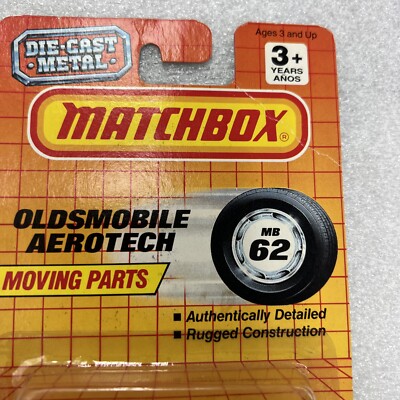 DIE-CAST
METAL
Ages 3 and Up
3+
YEARS
AÑOS
MATCHBOX®
OLDSMOBILE
AEROTECH
MB
62
MOVING PARTS
▪ Authentically Detailed
▪ Rugged Construction